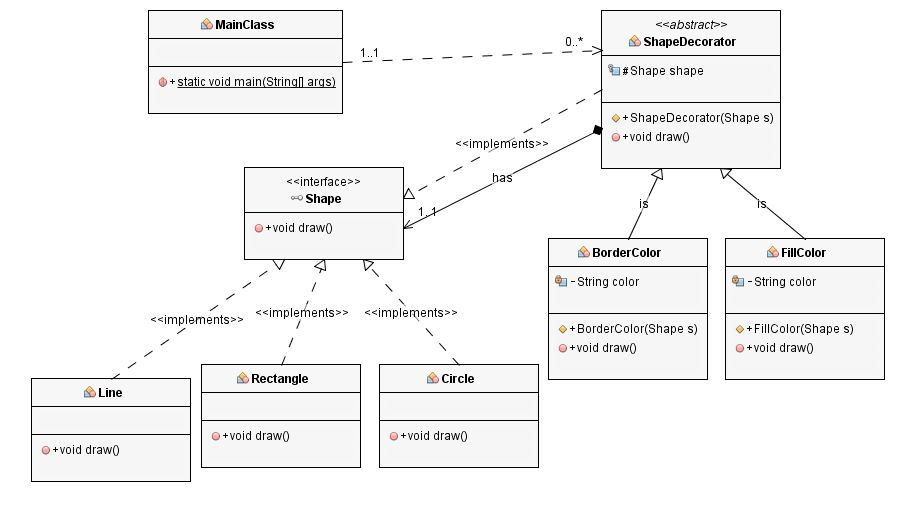 MainClass
+static void main(String[] args)
1..1
0..*
<<abstract>>
ShapeDecorator
#Shape shape
+ShapeDecorator(Shape s)
+void draw()
<<implements>>
has
1..1
<<interface>>
Shape
+void draw()
is
is
BorderColor
-String color
+BorderColor(Shape s)
+void draw()
FillColor
-String color
+FillColor(Shape s)
+void draw()
<<implements>>
<<implements>>
<<implements>>
Line
+void draw()
Rectangle
+void draw()
Circle
+void draw()